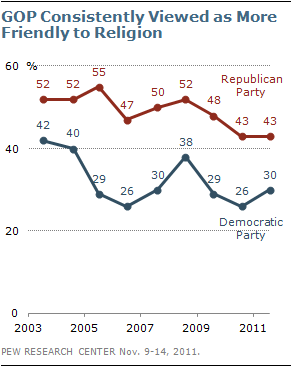 GOP Consistently Viewed as More
Friendly to Religion
60 %
Republican
Party
52 52 55 47 50 52 48 43 43
40
42 40 29 26 30 38 29 26 30
Democratic
Party
20
0
2003 2005 2007 2009 2011
PEW RESEARCH CENTER Nov. 9-14, 2011.